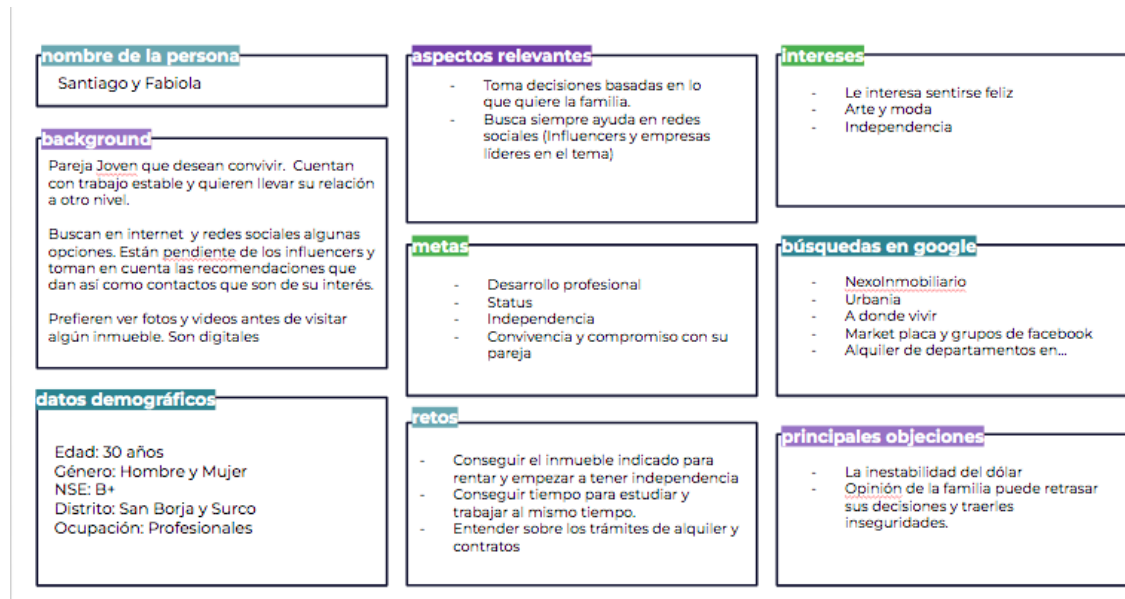 nombre de la persona
Santiago y Fabiola
background
Pareja Joven que desean convivir. Cuentan
con trabajo estable y quieren llevar su relación
a otro nivel.
Buscan en internet y redes sociales algunas
opciones. Están pendiente de los influencers y
toman en cuenta las recomendaciones que
dan así como contactos que son de su interés.
Prefieren ver fotos y videos antes de visitar
algún inmueble. Son digitales
datos demográficos
Edad: 30 años
Género: Hombre y Mujer
NSE: B+
Distrito: San Borja y Surco
Ocupación: Profesionales
aspectos relevantes
- Toma decisiones basadas en lo
que quiere la familia.
- Busca siempre ayuda en redes
sociales (Influencers y empresas
líderes en el tema)
metas
- Desarrollo profesional
- Status
- Independencia
- Convivencia y compromiso con su
pareja
retos
- Conseguir el inmueble indicado para
rentar y empezar a tener independencia
- Conseguir tiempo para estudiar y
trabajar al mismo tiempo.
- Entender sobre los trámites de alquiler y
contratos
intereses
- Le interesa sentirse feliz
- Arte y moda
- Independencia
búsquedas en google
- NexoInmobiliario
- Urbania
- A donde vivir
- Market placa y grupos de facebook
- Alquiler de departamentos en...
principales objeciones
- La inestabilidad del dólar
- Opinión de la familia puede retrasar
sus decisiones y traerles
inseguridades.